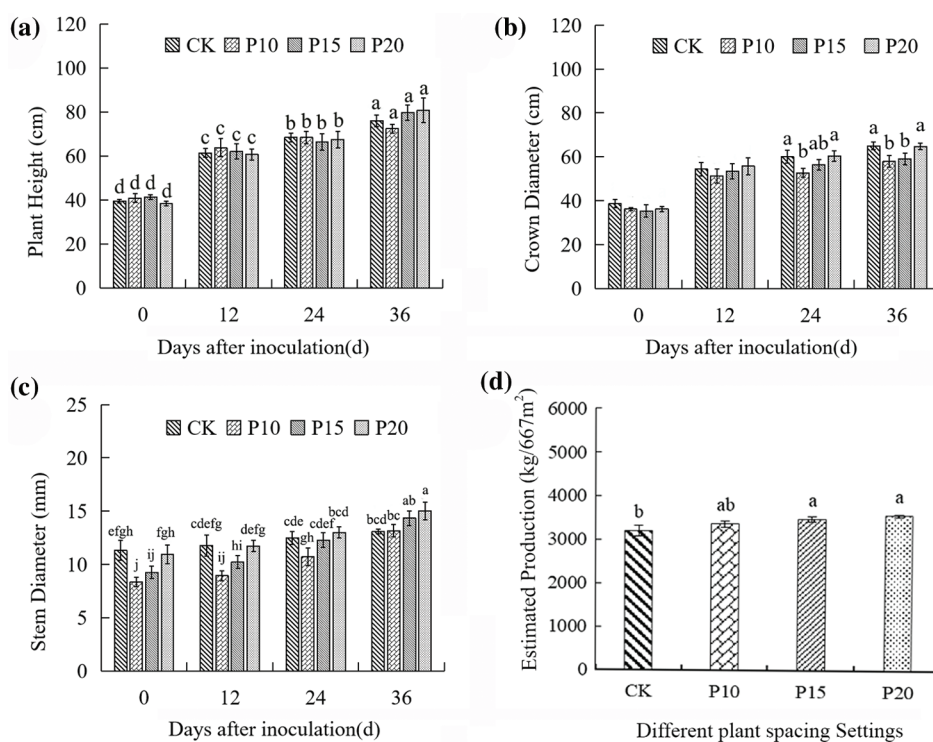 (a)
120
100
80
60
40
20
0
Plant Height (cm)
CK P10 P15 P20
d d d d
c c c c
b b b b
a a a a
0 12 24 36
Days after inoculation(d)
(b)
120
100
80
60
40
20
0
Crown Diameter (cm)
CK P10 P15 P20
a b ab a
a b b a
0 12 24 36
Days after inoculation(d)
(c)
25
20
15
10
5
0
Stem Diameter (mm)
CK P10 P15 P20
efgh j ij fgh
cdefg ij hi defg
cde gh cdef bcd
bcd bc ab a
0 12 24 36
Days after inoculation(d)
(d)
6000
5000
4000
3000
2000
1000
0
Estimated Production (kg/667m²)
b ab a a
CK P10 P15 P20
Different plant spacing Settings